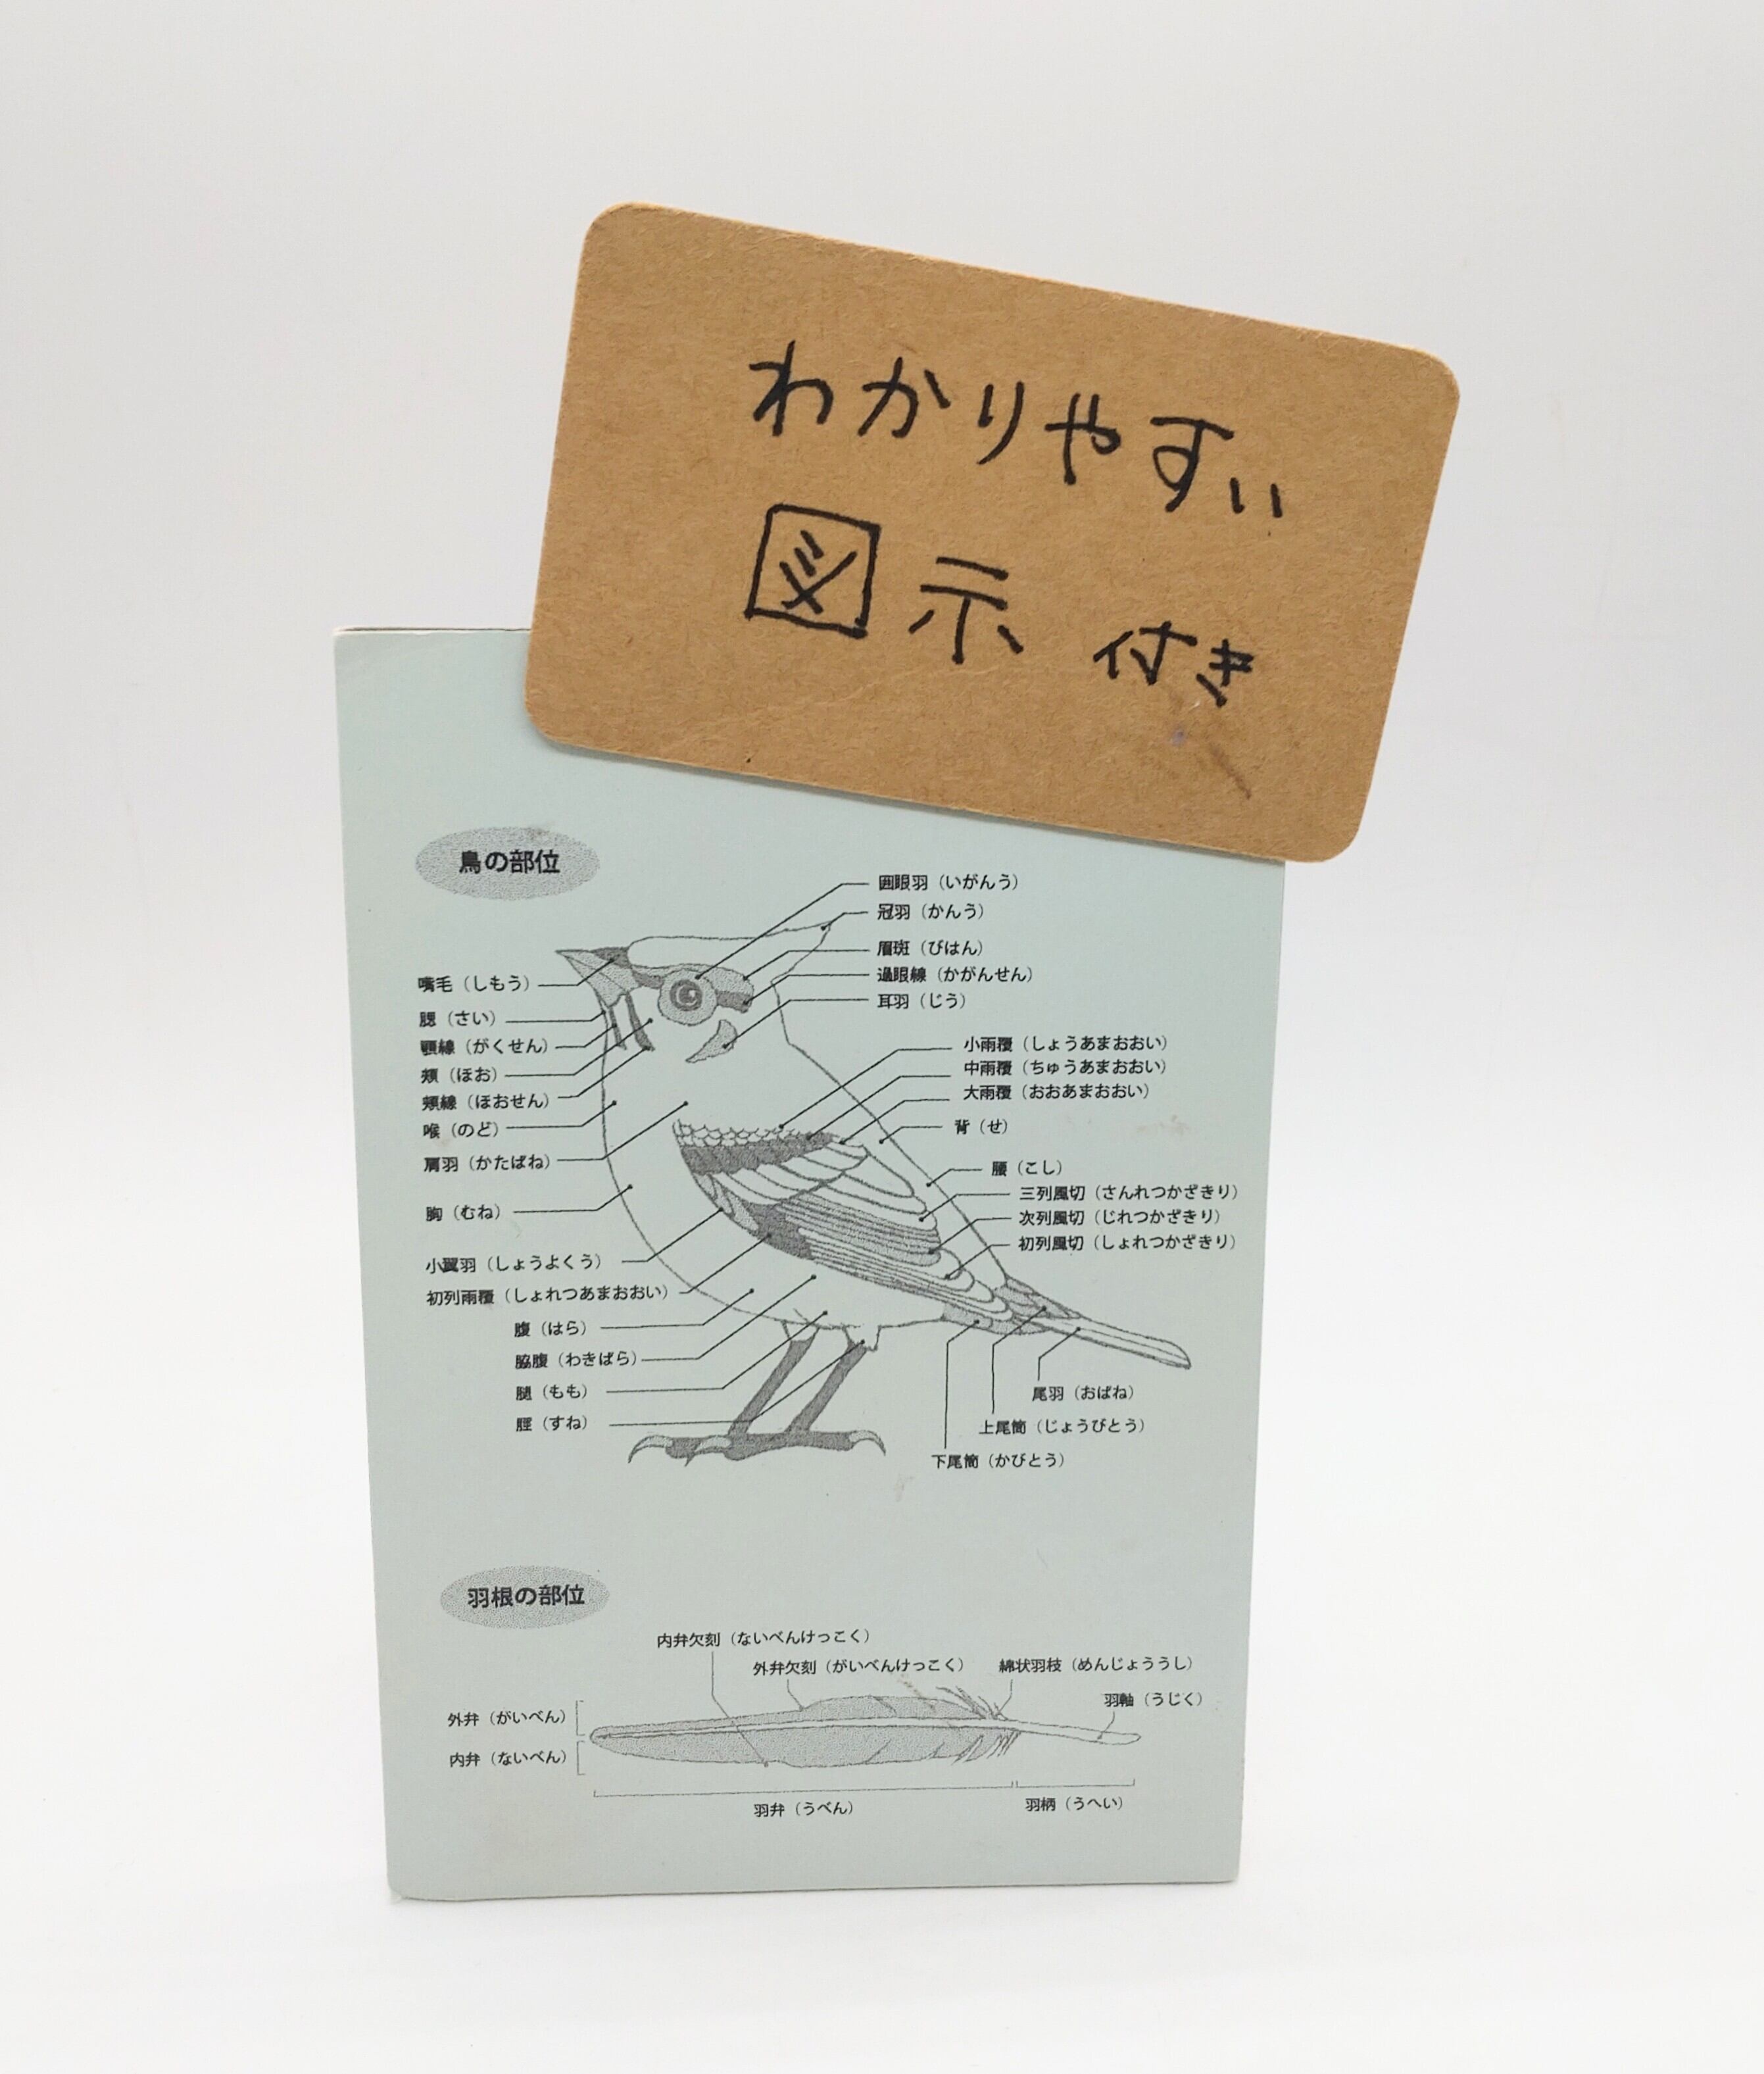 わかりやすい
図示付き
鳥の部位
囲眼羽（いがんう）
冠羽（かんう）
眉斑（びはん）
過眼線（かがんせん）
耳羽（じう）
嘴毛（しもう）
腮（さい）
顎線（がくせん）
頬（ほお）
頬線（ほおせん）
喉（のど）
肩羽（かたばね）
胸（むね）
小翼羽（しょうよくう）
初列雨覆（しょれつあまおおい）
腹（はら）
脇腹（わきばら）
腿（もも）
脛（すね）
小雨覆（しょうあまおおい）
中雨覆（ちゅうあまおおい）
大雨覆（おおあまおおい）
背（せ）
腰（こし）
三列風切（さんれつかざきり）
次列風切（じれつかざきり）
初列風切（しょれつかざきり）
尾羽（おばね）
上尾筒（じょうびとう）
下尾筒（かびとう）
羽根の部位
内弁欠刻（ないべんけっこく）
外弁欠刻（がいべんけっこく）
綿状羽枝（めんじょううし）
羽軸（うじく）
外弁（がいべん）
内弁（ないべん）
羽弁（うべん）
羽柄（うへい）